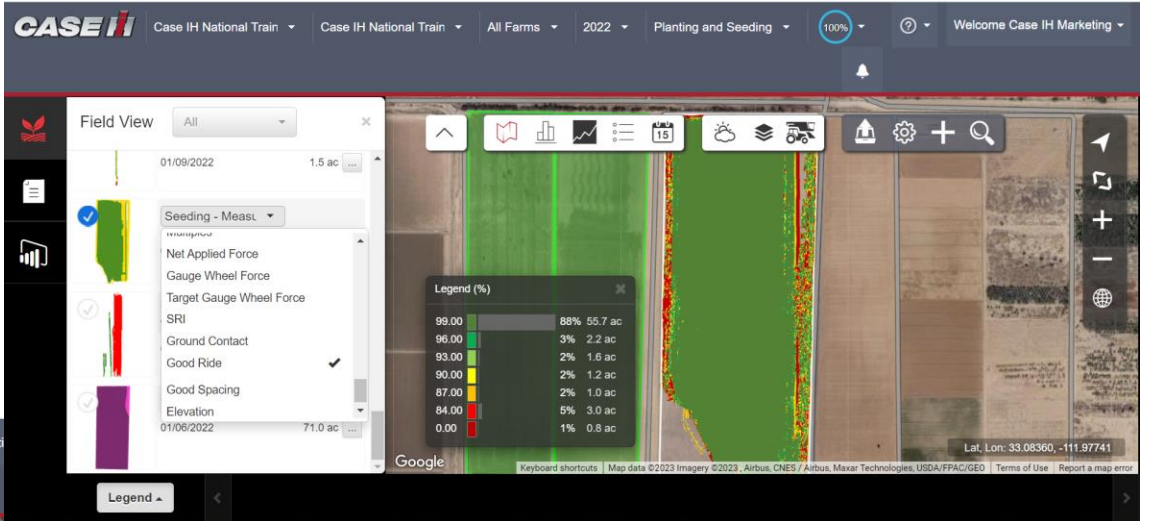 CASE IH Case IH National Train Case IH National Train All Farms 2022 Planting and Seeding 100% Welcome Case IH Marketing
Field View All
15
01/09/2022 1.5 ac ...
Seeding - Measu
Net Applied Force
Gauge Wheel Force
Target Gauge Wheel Force
SRI
Ground Contact
Good Ride
Good Spacing
Elevation
01/06/2022 71.0 ac ...
Legend (%)
99.00 88% 55.7 ac
96.00 3% 2.2 ac
93.00 2% 1.6 ac
90.00 2% 1.2 ac
87.00 2% 1.0 ac
84.00 5% 3.0 ac
0.00 1% 0.8 ac
Lat, Lon: 33.08360, -111.97741
Google
Keyboard shortcuts Map data ©2023 Imagery ©2023 , Airbus, CNES / Airbus, Maxar Technologies, USDA/FPAC/GEO Terms of Use Report a map error
Legend